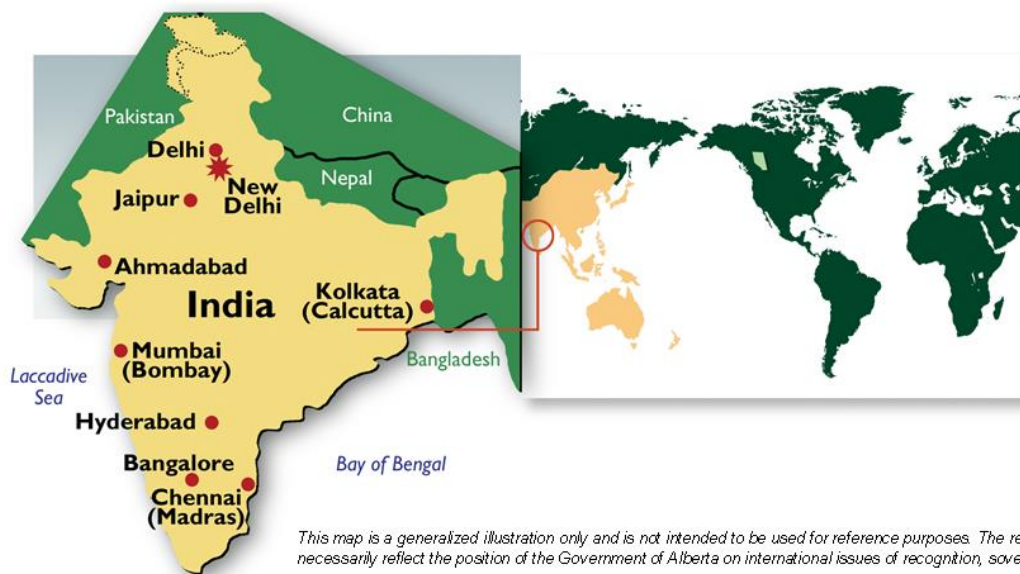 Pakistan
China
Delhi
Nepal
New
Delhi
Jaipur
Ahmadabad
India
Kolkata
(Calcutta)
Mumbai
(Bombay)
Bangladesh
Laccadive
Sea
Hyderabad
Bangalore
Bay of Bengal
Chennai
(Madras)
This map is a generalized illustration only and is not intended to be used for reference purposes. The re
necessarily reflect the position of the Government of Alberta on international issues of recognition, sove